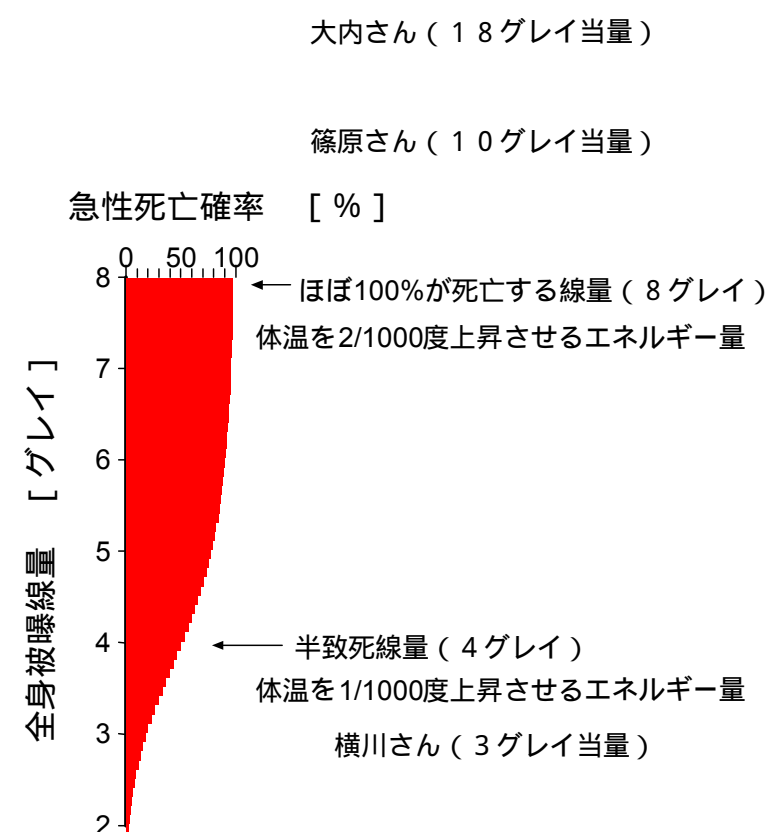 大内さん(18グレイ当量)
篠原さん(10グレイ当量)
急性死亡確率 [%]
0 50 100
8
ほぼ100%が死亡する線量(8グレイ)
体温を2/1000度上昇させるエネルギー量
7
6
5
全身被曝線量 [グレイ]
4
半致死線量(4グレイ)
体温を1/1000度上昇させるエネルギー量
3
横川さん(3グレイ当量)
2